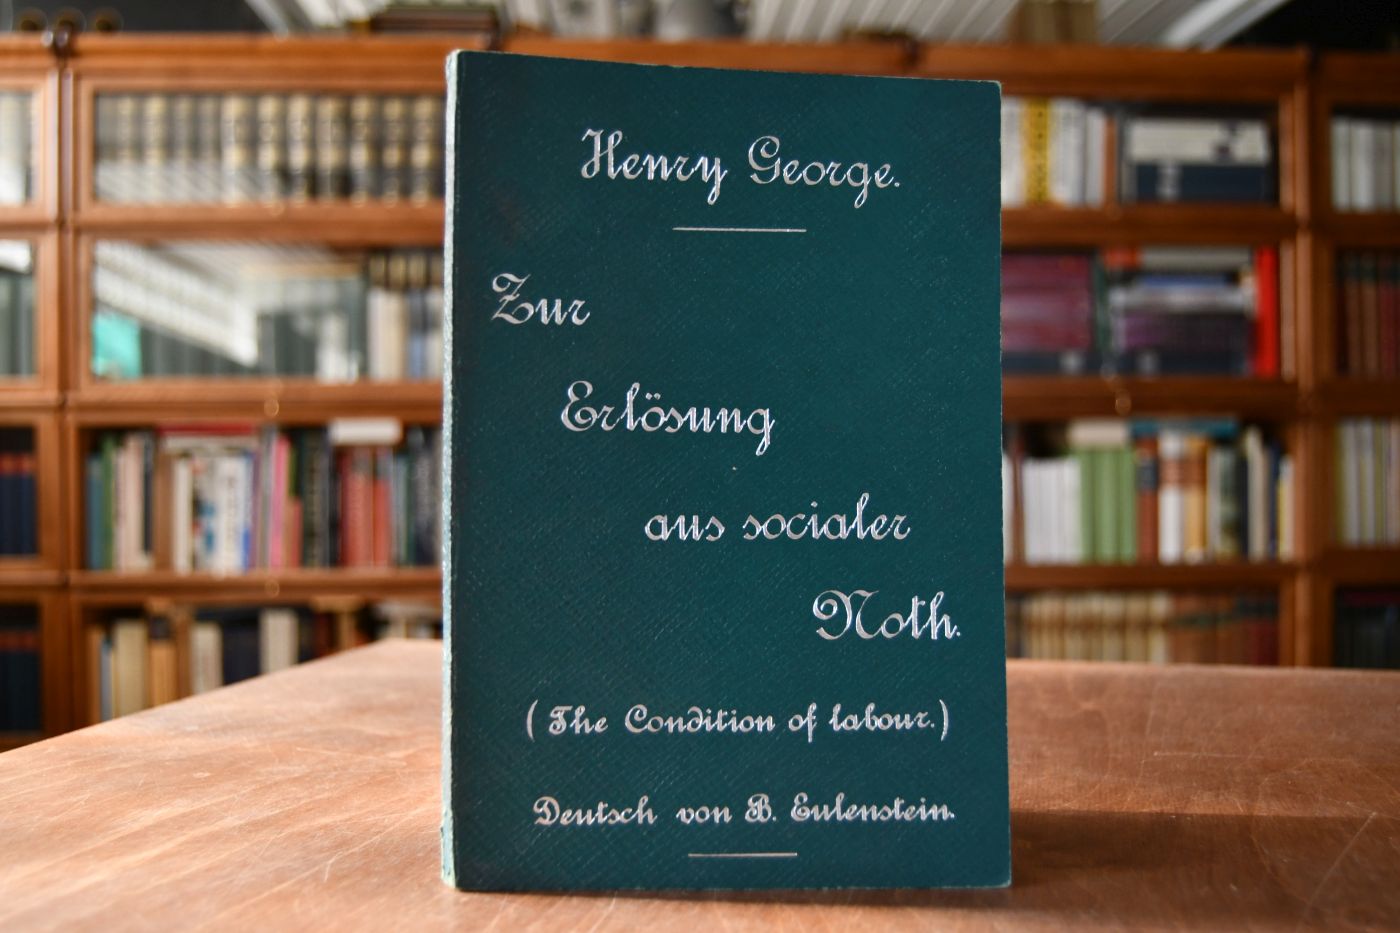 Henry George.
Zur
Erlösung
aus socialer
Noth.
(The Condition of labour.)
Deutsch von B. Eulenstein.